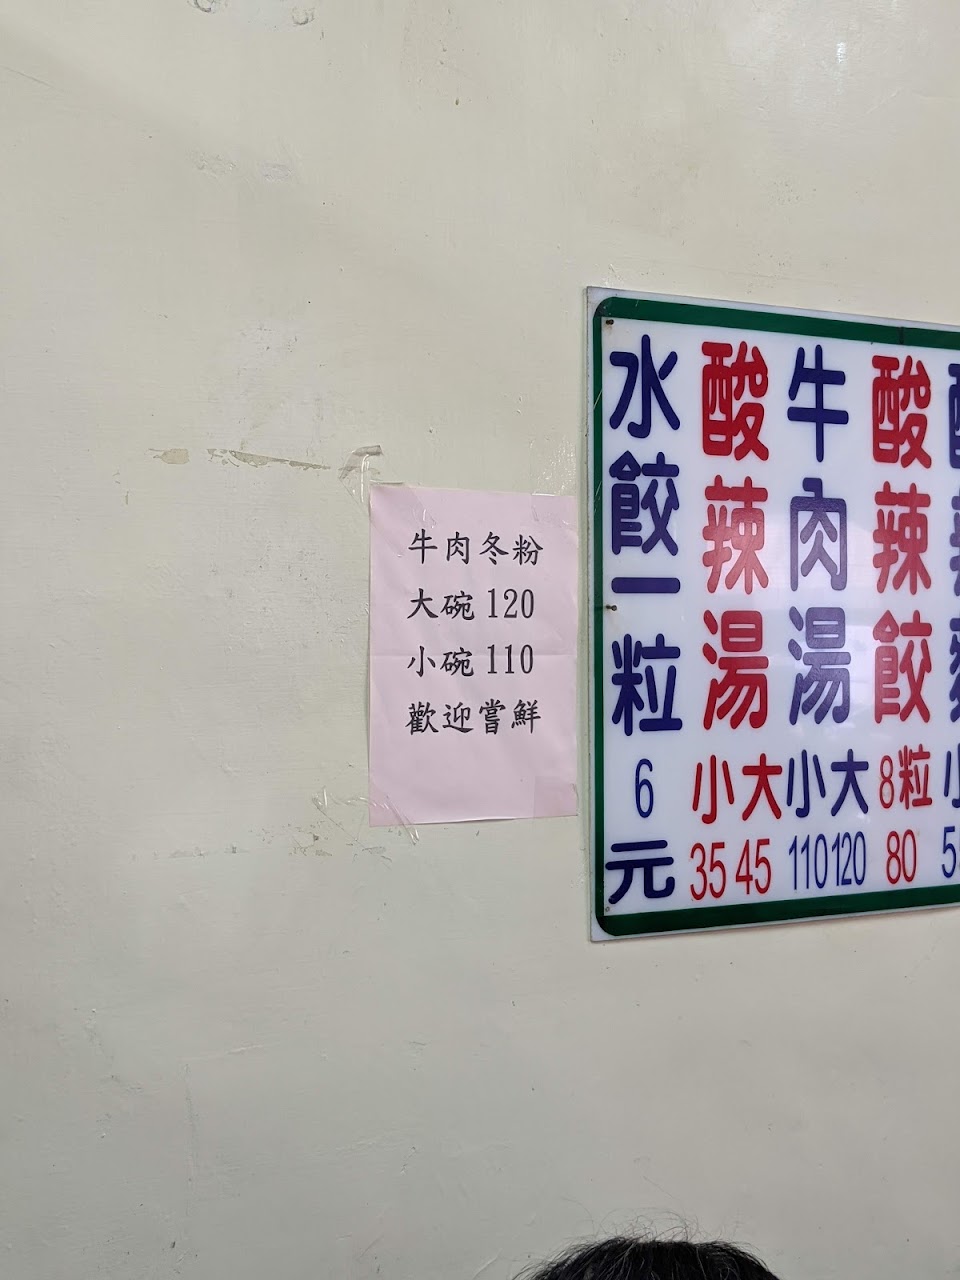 牛肉冬粉
大碗 120
小碗 110
歡迎嘗鮮
水餃一粒6元
酸辣湯
小大
35 45
牛肉湯
小大
110 120
酸辣餃
8粒
80